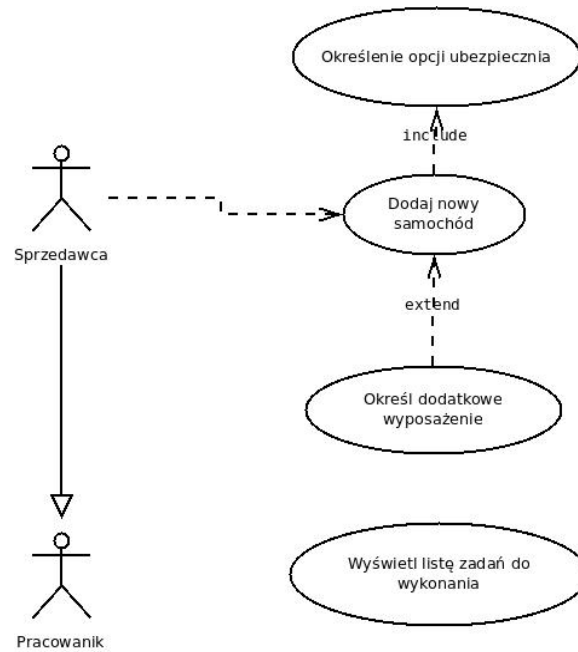 Określenie opcji ubezpiecznia
include
Sprzedawca
Dodaj nowy
samochód
extend
Określ dodatkowe
wyposażenie
Wyświetl listę zadań do
wykonania
Pracowanik